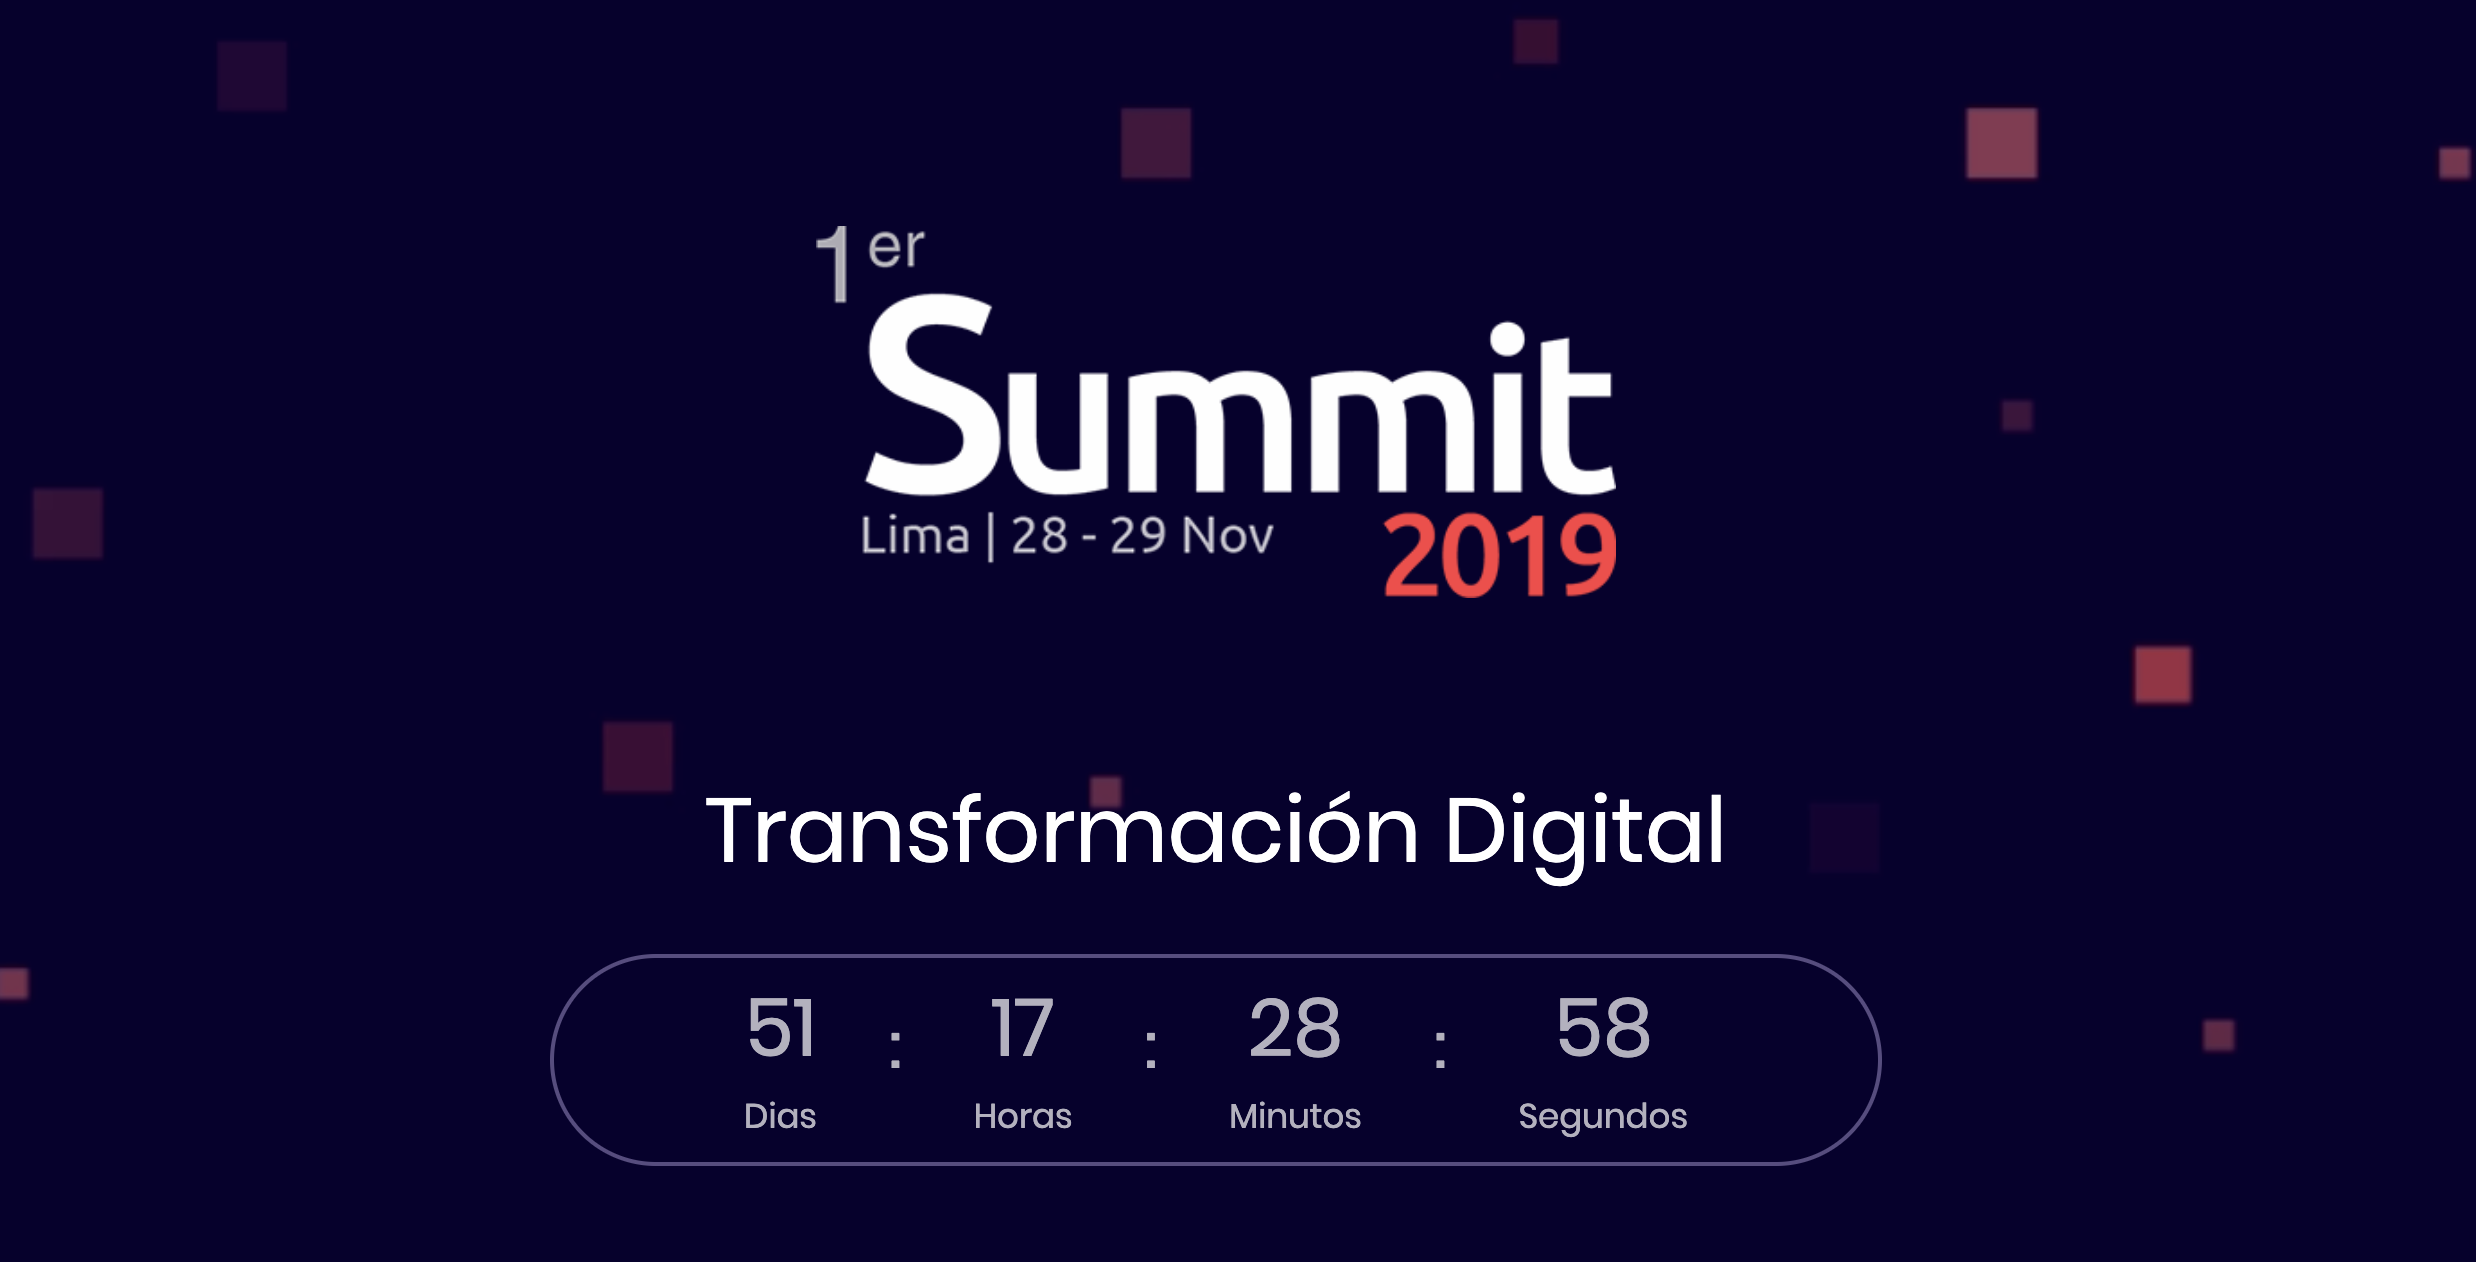 1er
Summit
Lima | 28 - 29 Nov 2019
Transformación Digital
51 : 17 : 28 : 58
Dias Horas Minutos Segundos